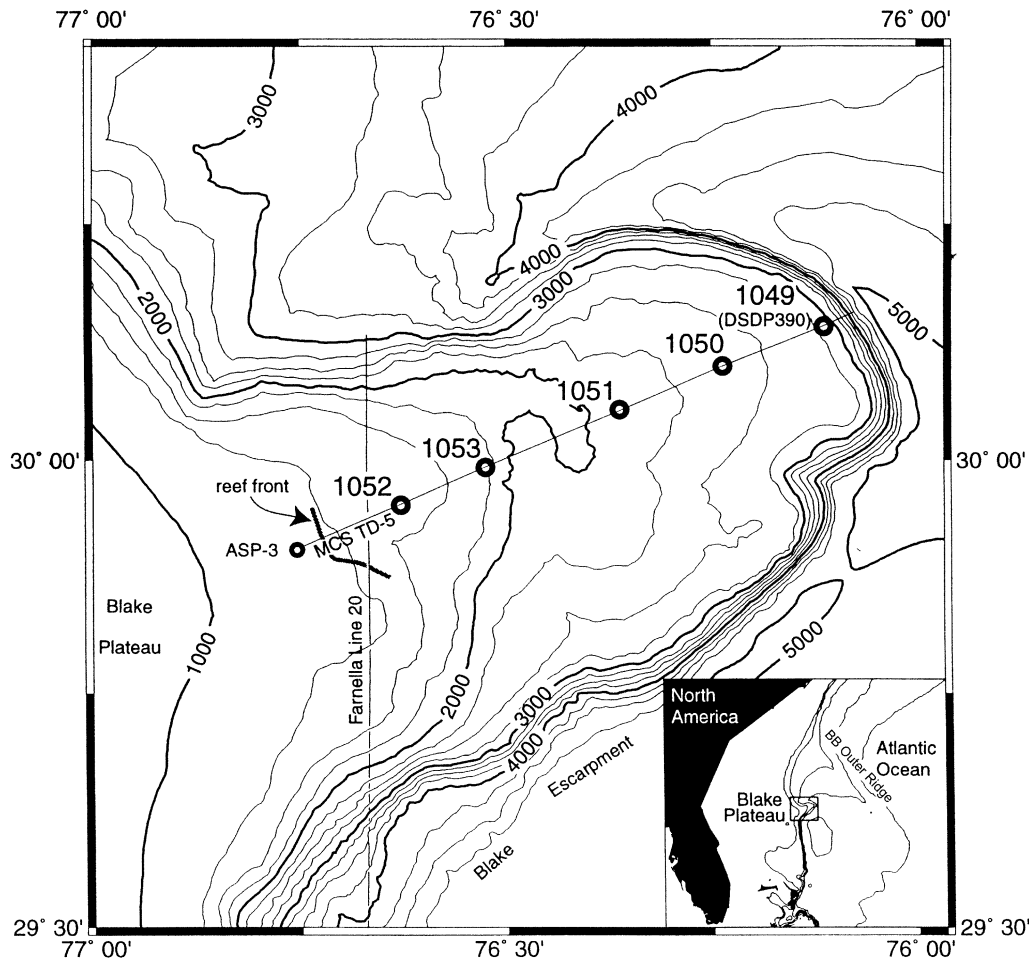 77° 00'
76° 30'
76° 00'
3000
4000
2000
4000
3000
1049
(DSDP390)
5000
1050
1051
30° 00'
1053
30° 00'
reef front
1052
ASP-3
MCS TD-5
Blake
Plateau
1000
Farnella Line 20
2000
3000
4000
5000
Escarpment
Blake
North
America
BB Outer Ridge
Atlantic
Ocean
Blake
Plateau
29° 30'
29° 30'
77° 00'
76° 30'
76° 00'